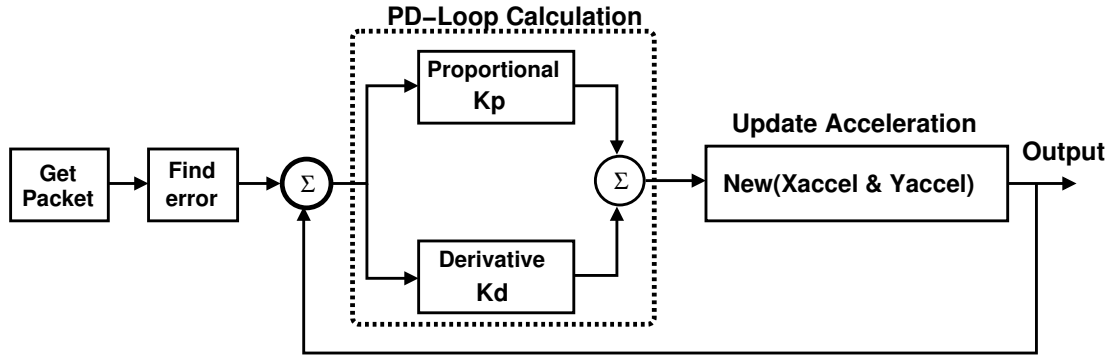 PD−Loop Calculation
Proportional
Kp
Update Acceleration
Output
Get
Packet
Find
error
Σ
Σ
New(Xaccel & Yaccel)
Derivative
Kd